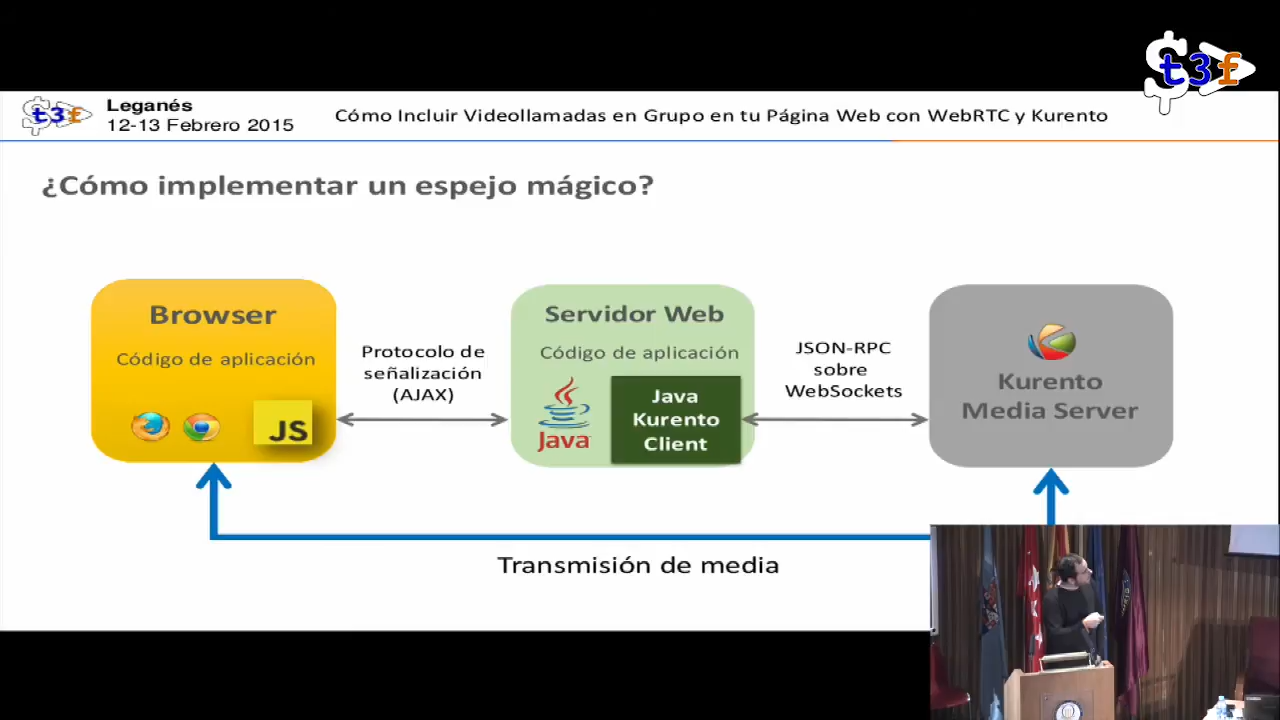 $t3f
$t3f
Leganés
12-13 Febrero 2015
Cómo Incluir Videollamadas en Grupo en tu Página Web con WebRTC y Kurento
¿Cómo implementar un espejo mágico?
Browser
Código de aplicación
JS
Protocolo de
señalización
(AJAX)
Servidor Web
Código de aplicación
Java
Java
Kurento
Client
JSON-RPC
sobre
WebSockets
Kurento
Media Server
Transmisión de media